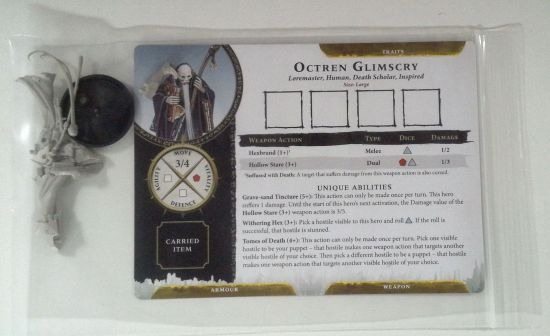 TRAITS
OCTREN GLIMSCRY
Loremaster, Human, Death Scholar, Inspired
Size: Large
WEAPON ACTION TYPE DICE DAMAGE
Hexbrand (1+)† Melee 1/2
Hollow Stare (3+) Dual 1/3
†Suffused with Death: A target that suffers damage from this weapon action is also cursed.
MOVE
3/4
AGILITY
VITALITY
DEFENCE
CARRIED
ITEM
UNIQUE ABILITIES
Grave-sand Tincture (5+): This action can only be made once per turn. This hero
suffers 1 damage. Until the start of this hero's next activation, the Damage value of the
Hollow Stare (3+) weapon action is 3/5.
Withering Hex (3+): Pick a hostile visible to this hero and roll . If the roll is
successful, that hostile is stunned.
Tomes of Death (6+): This action can only be made once per turn. Pick one visible
hostile to be your puppet – that hostile makes one weapon action that targets another
visible hostile of your choice. Then pick a different hostile to be a puppet – that hostile
makes one weapon action that targets another visible hostile of your choice.
ARMOUR
WEAPON